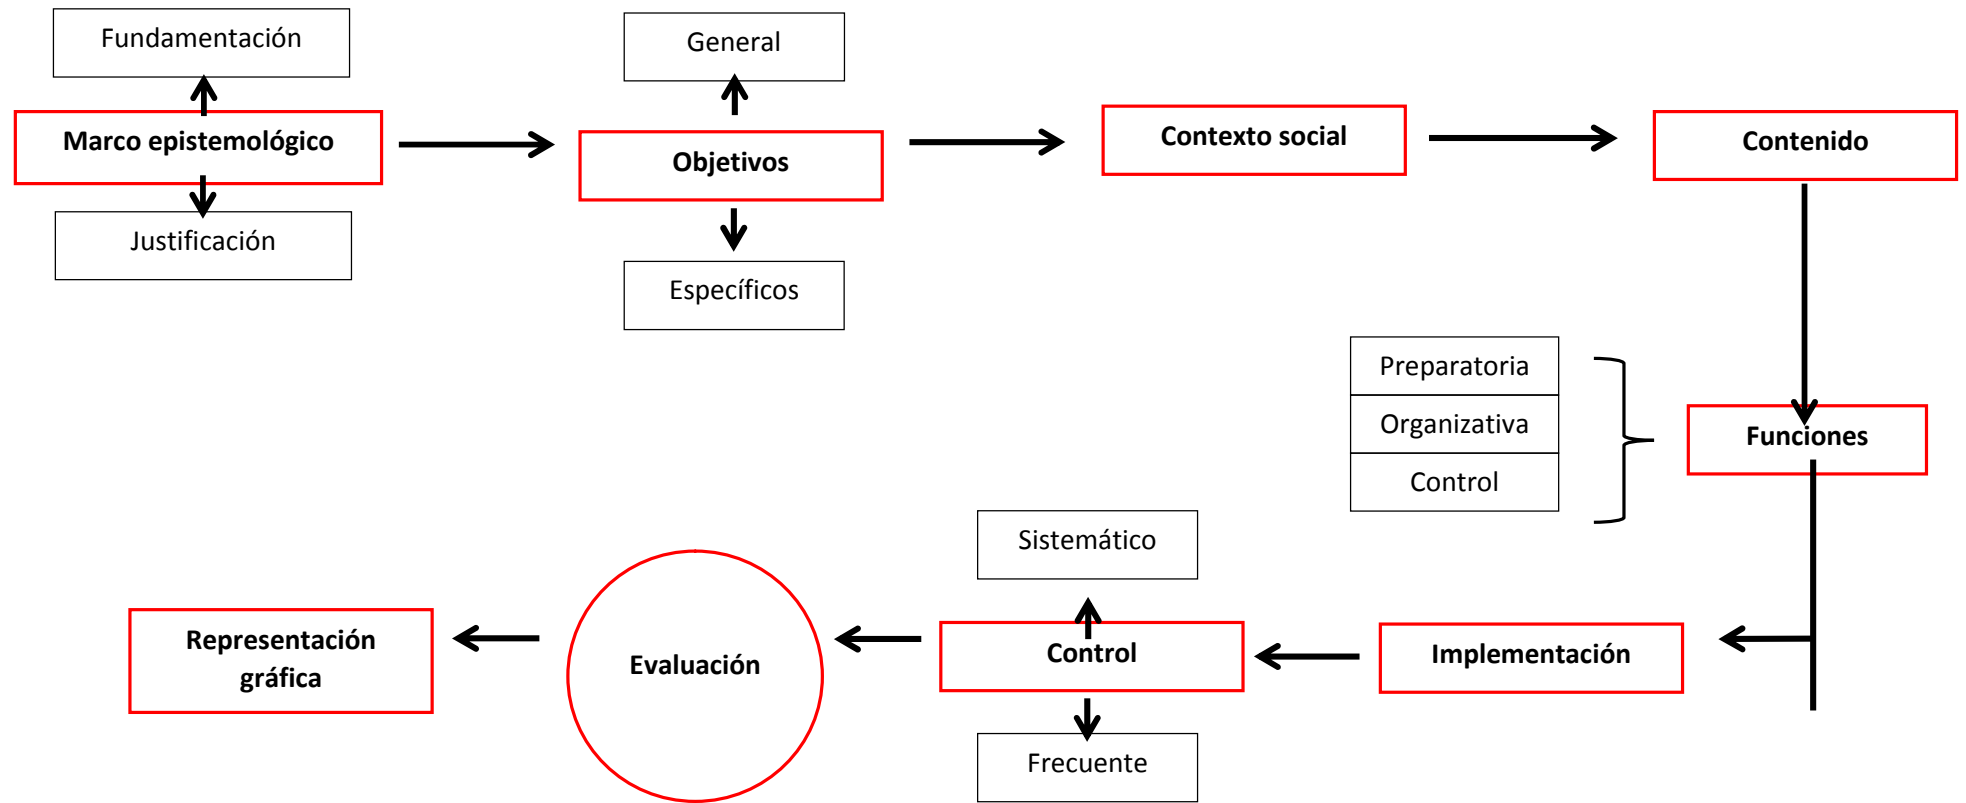 Fundamentación
Marco epistemológico
Justificación
General
Objetivos
Específicos
Contexto social
Contenido
Preparatoria
Organizativa
Control
Funciones
Implementación
Sistemático
Control
Frecuente
Evaluación
Representación
gráfica